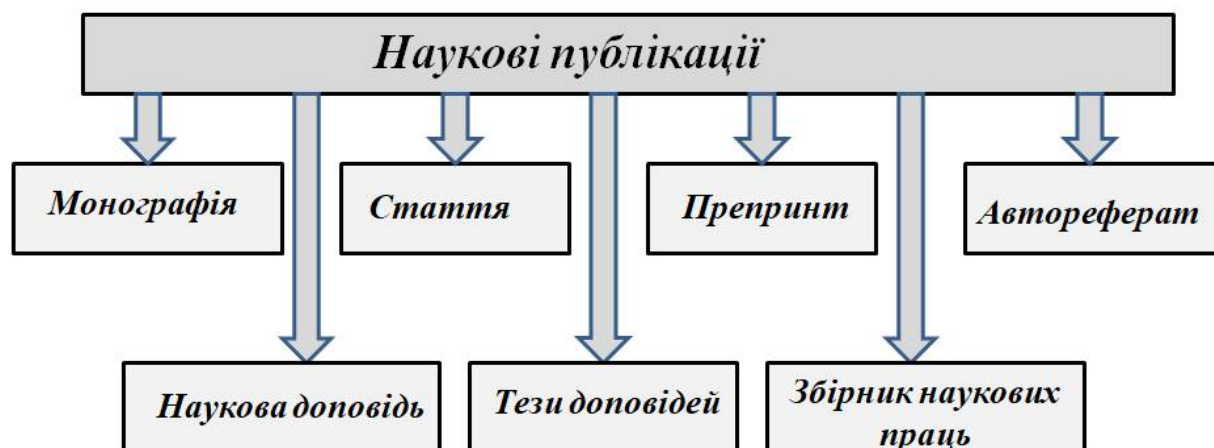 Наукові публікації
Монографія
Стаття
Препринт
Автореферат
Наукова доповідь
Тези доповідей
Збірник наукових
праць